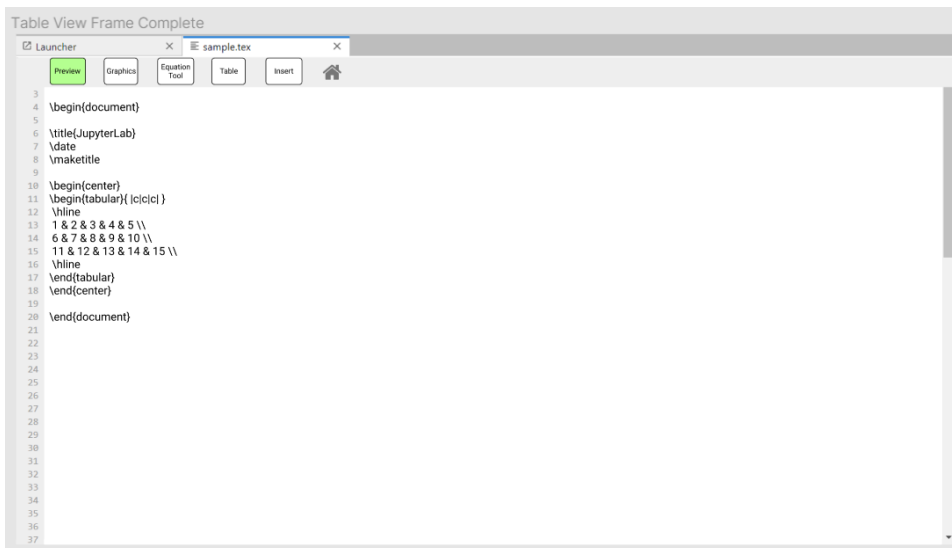 Table View Frame Complete
Launcher × sample.tex ×
Preview Graphics Equation Tool Table Insert
3
4 \begin{document}
5
6 \title{JupyterLab}
7 \date
8 \maketitle
9
10 \begin{center}
11 \begin{tabular}{ |c|c|c| }
12 \hline
13 1 & 2 & 3 & 4 & 5 \\
14 6 & 7 & 8 & 9 & 10 \\
15 11 & 12 & 13 & 14 & 15 \\
16 \hline
17 \end{tabular}
18 \end{center}
19
20 \end{document}
21
22
23
24
25
26
27
28
29
30
31
32
33
34
35
36
37